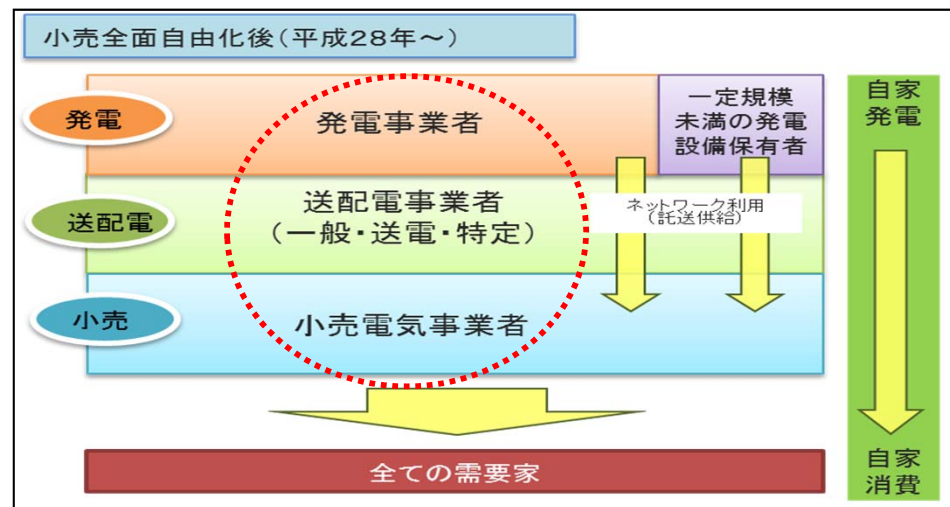 小売全面自由化後(平成28年～)
発電
発電事業者
一定規模
未満の発電
設備保有者
自家
発電
送配電
送配電事業者
(一般・送電・特定)
ネットワーク利用
(託送供給)
小売
小売電気事業者
全ての需要家
自家
消費